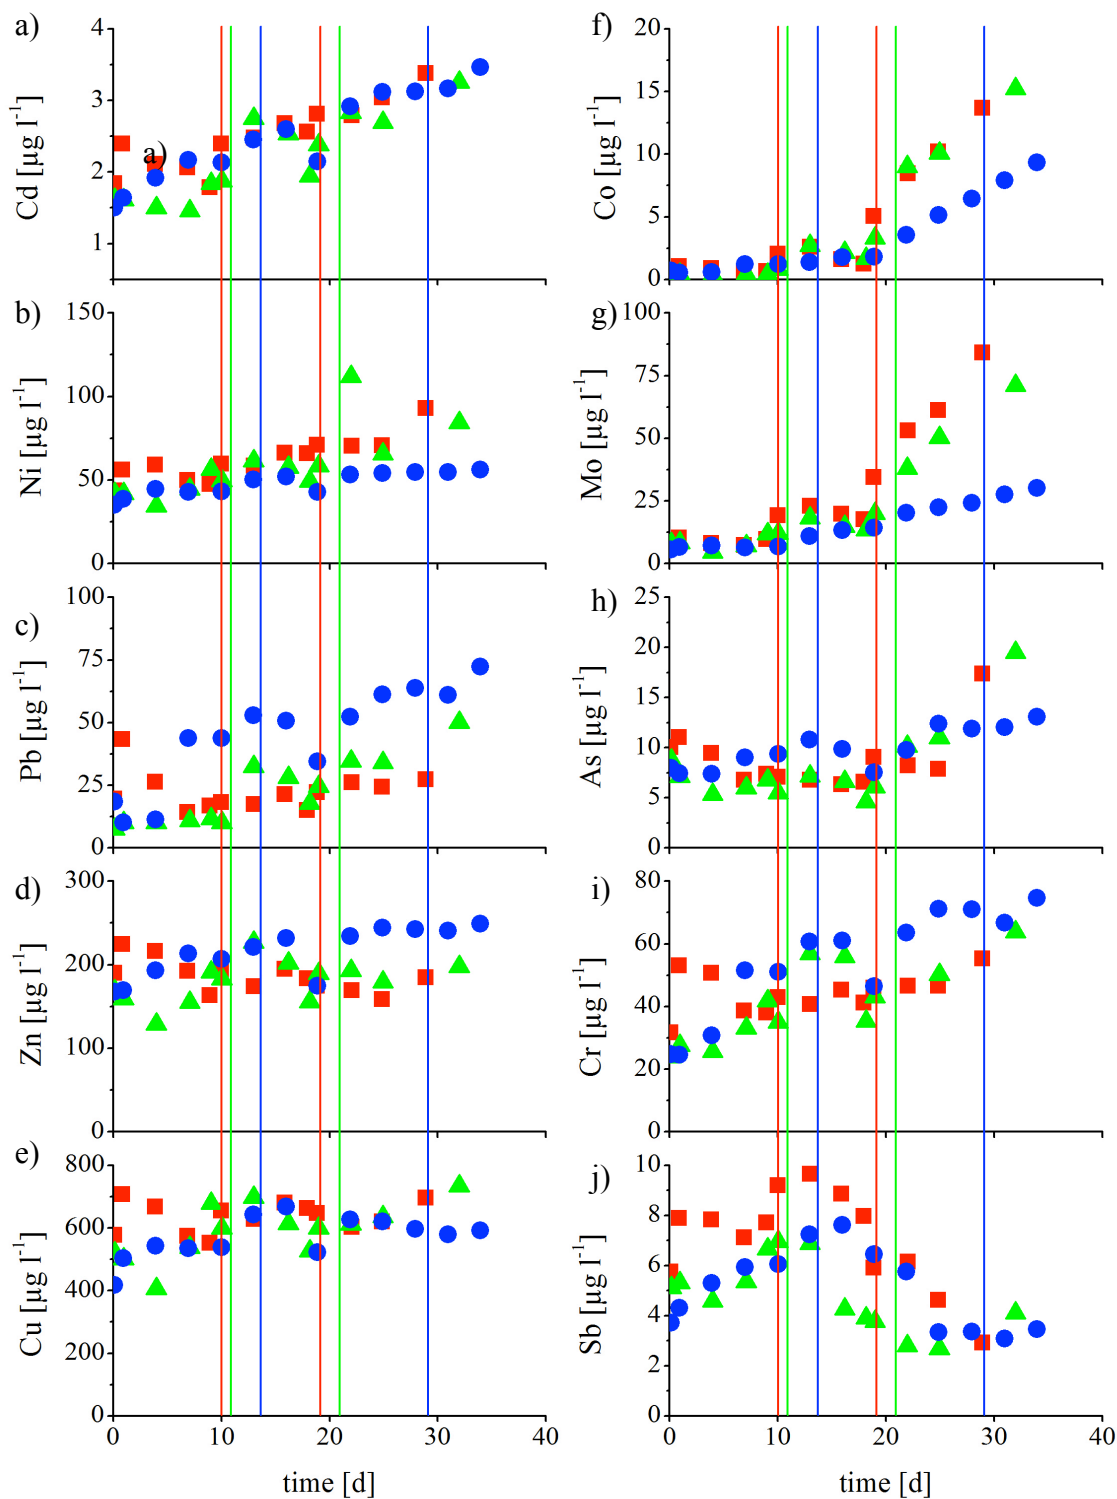 a)
4
3
2
1
Cd [µg l⁻¹]
a)
b)
150
100
50
0
Ni [µg l⁻¹]
c)
100
75
50
25
0
Pb [µg l⁻¹]
d)
300
200
100
0
Zn [µg l⁻¹]
e)
800
600
400
200
0
Cu [µg l⁻¹]
0 10 20 30 40
time [d]
f)
20
15
10
5
0
Co [µg l⁻¹]
g)
100
75
50
25
0
Mo [µg l⁻¹]
h)
25
20
15
10
5
0
As [µg l⁻¹]
i)
80
60
40
20
0
Cr [µg l⁻¹]
j)
10
8
6
4
2
0
Sb [µg l⁻¹]
0 10 20 30 40
time [d]